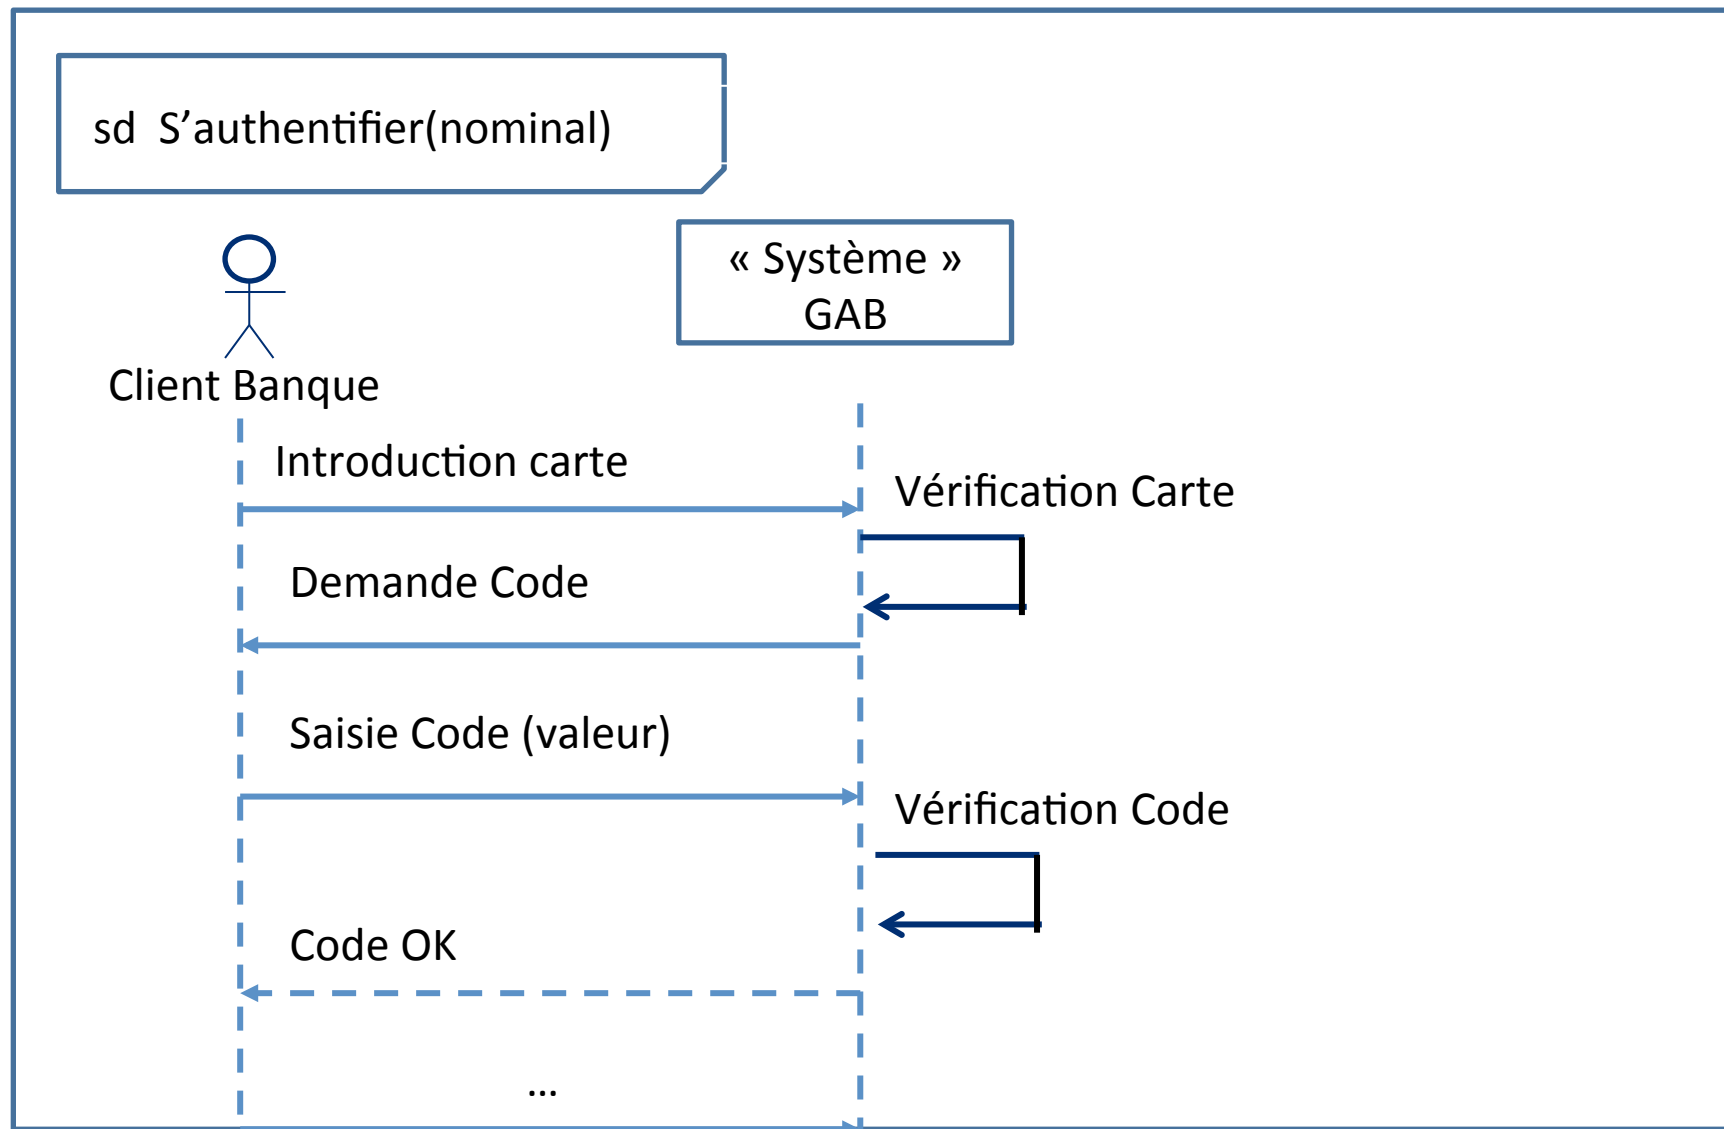 sd S’authentifier(nominal)
« Système »
GAB
Client Banque
Introduction carte
Vérification Carte
Demande Code
Saisie Code (valeur)
Vérification Code
Code OK
...